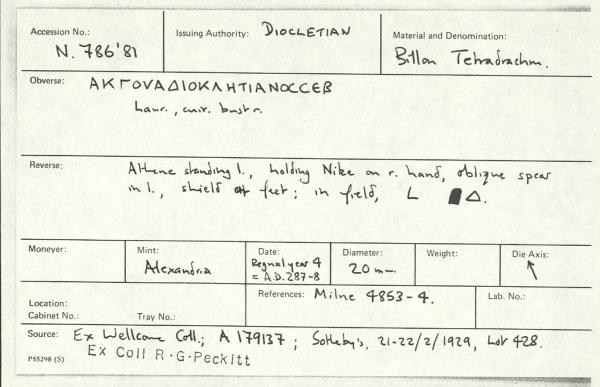 Accession No.: N. 786'81
Issuing Authority: DIOCLETIAN
Material and Denomination: Billon Tetradrachm.
Obverse: ΑΚΓΟVΑΔΙΟΚΛΗΤΙΑΝΟCCEB
laur., cuir. bust r.
Reverse: Athene standing l., holding Nike on r. hand, oblique spear
in l., shield at feet; in field, L Δ.
Moneyer:
Mint: Alexandria
Date: Regnal year 4
= A.D. 287-8
Diameter: 20 mm.
Weight:
Die Axis: ↖
Location:
Cabinet No.: Tray No.:
References: Milne 4853-4.
Lab. No.:
Source: Ex Wellcome Coll.; A 179137; Sotheby's, 21-22/2/1929, Lot 428.
Ex Coll R·G·Peckitt
P55298 (S)